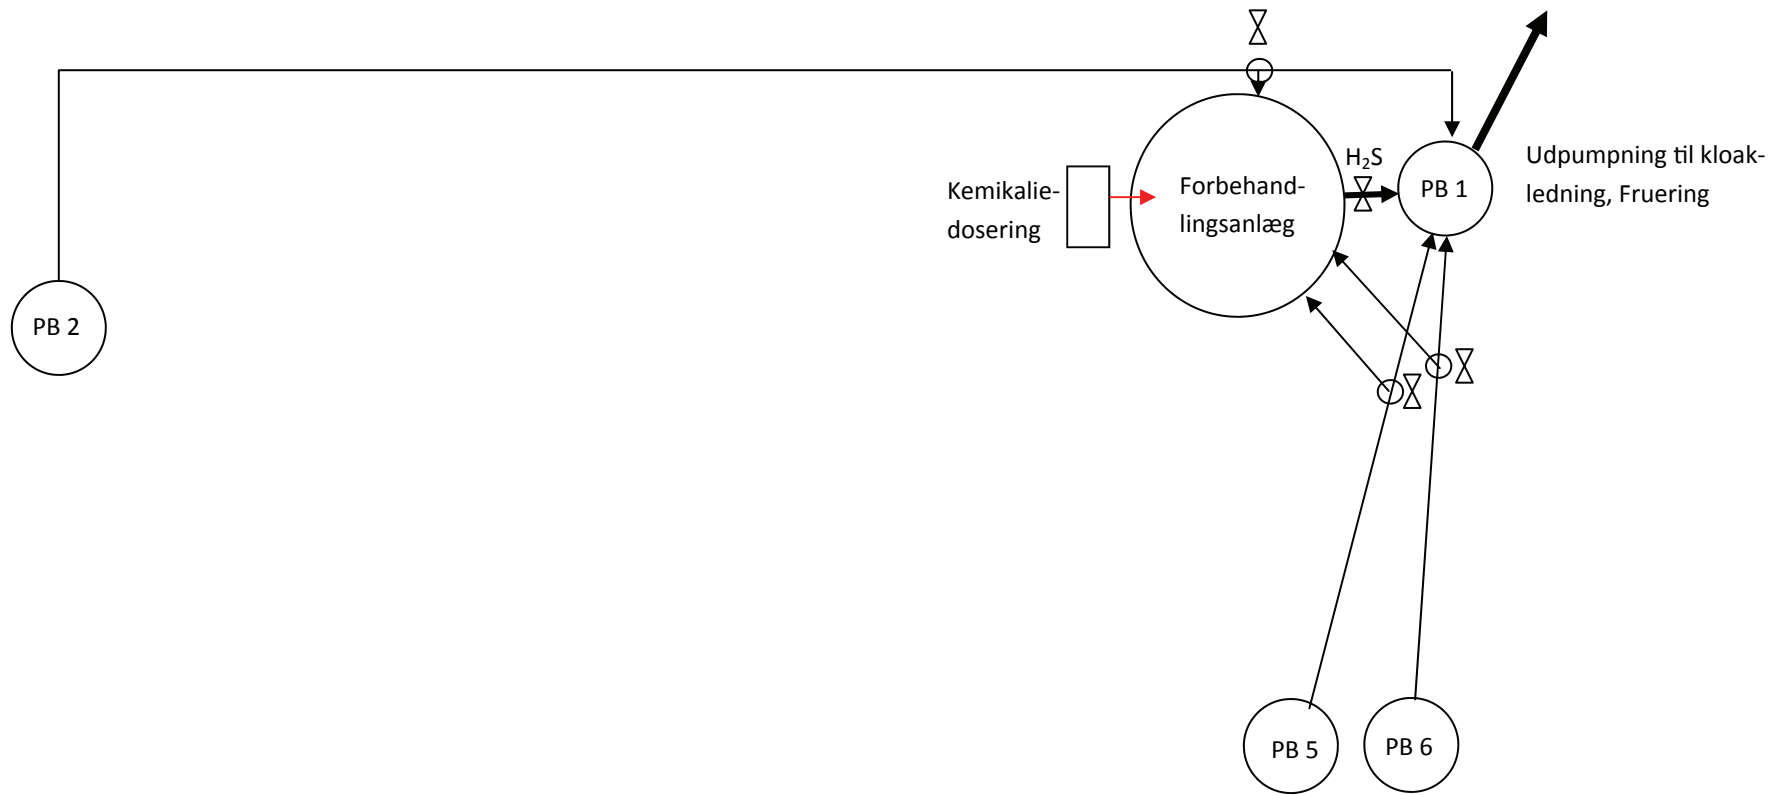 H₂S
Udpumpning til kloak-
ledning, Fruering
PB 1
Kemikalie-
dosering
Forbehand-
lingsanlæg
PB 2
PB 5
PB 6